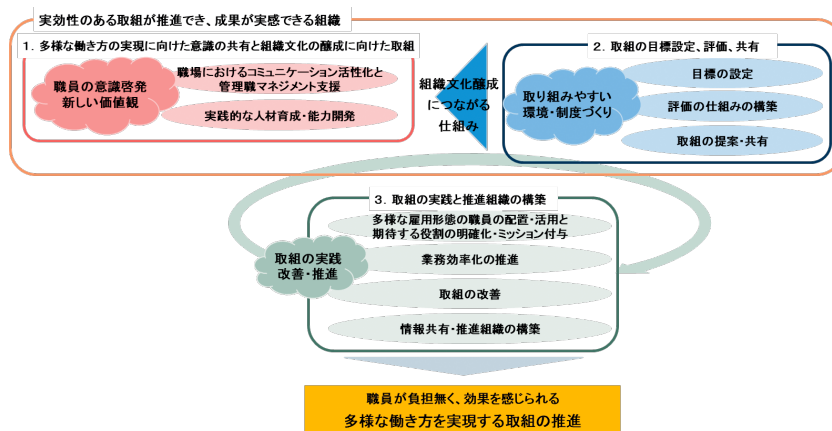 実効性のある取組が推進でき、成果が実感できる組織
1. 多様な働き方の実現に向けた意識の共有と組織文化の醸成に向けた取組
職員の意識啓発
新しい価値観
職場におけるコミュニケーション活性化と
管理職マネジメント支援
実践的な人材育成・能力開発
組織文化醸成
につながる
仕組み
2. 取組の目標設定、評価、共有
取り組みやすい
環境・制度づくり
目標の設定
評価の仕組みの構築
取組の提案・共有
3. 取組の実践と推進組織の構築
取組の実践
改善・推進
多様な雇用形態の職員の配置・活用と
期待する役割の明確化・ミッション付与
業務効率化の推進
取組の改善
情報共有・推進組織の構築
職員が負担無く、効果を感じられる
多様な働き方を実現する取組の推進